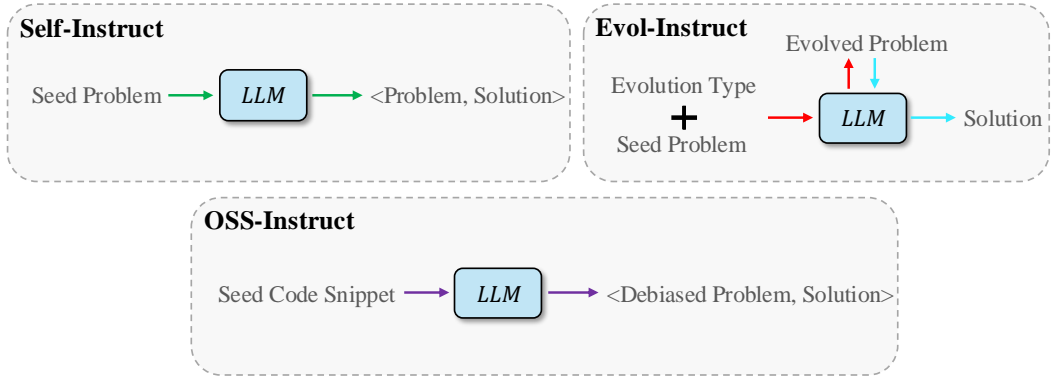 Self-Instruct
Seed Problem
LLM
<Problem, Solution>
Evol-Instruct
Evolved Problem
Evolution Type
+
Seed Problem
LLM
Solution
OSS-Instruct
Seed Code Snippet
LLM
<Debiased Problem, Solution>